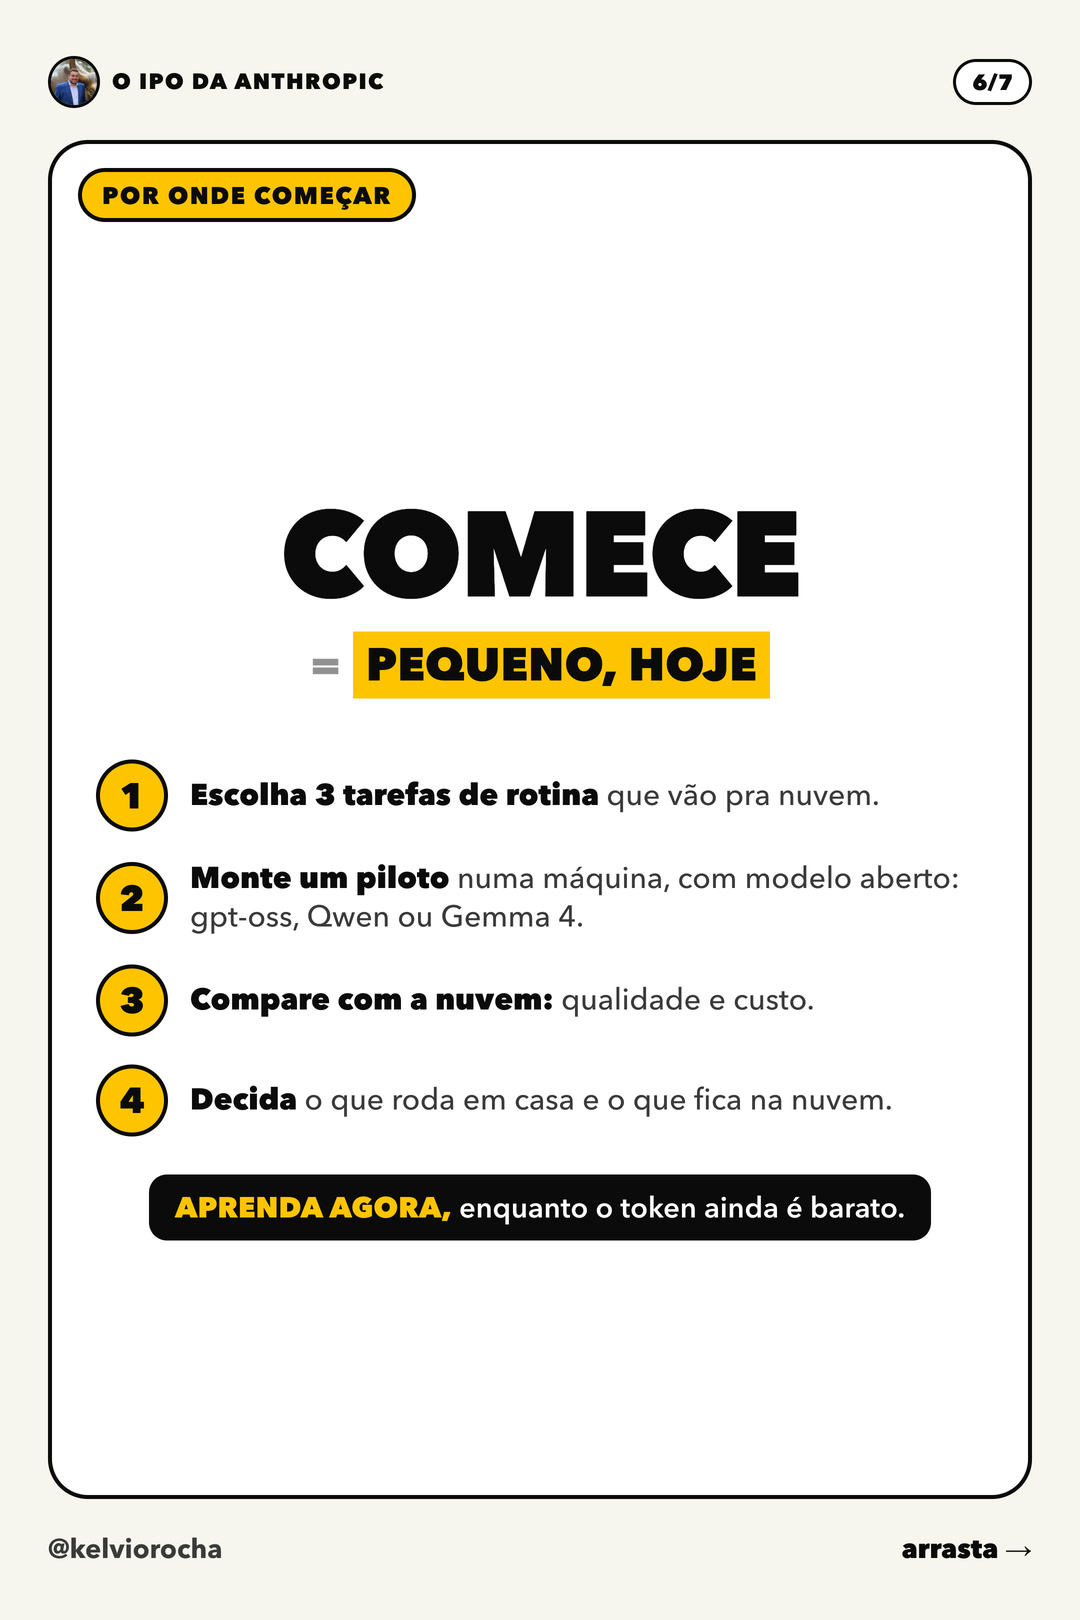 O IPO DA ANTHROPIC
6/7
POR ONDE COMEÇAR
COMECE
= PEQUENO, HOJE
1 Escolha 3 tarefas de rotina que vão pra nuvem.
2 Monte um piloto numa máquina, com modelo aberto:
gpt-oss, Qwen ou Gemma 4.
3 Compare com a nuvem: qualidade e custo.
4 Decida o que roda em casa e o que fica na nuvem.
APRENDA AGORA, enquanto o token ainda é barato.
@kelviorocha
arrasta →